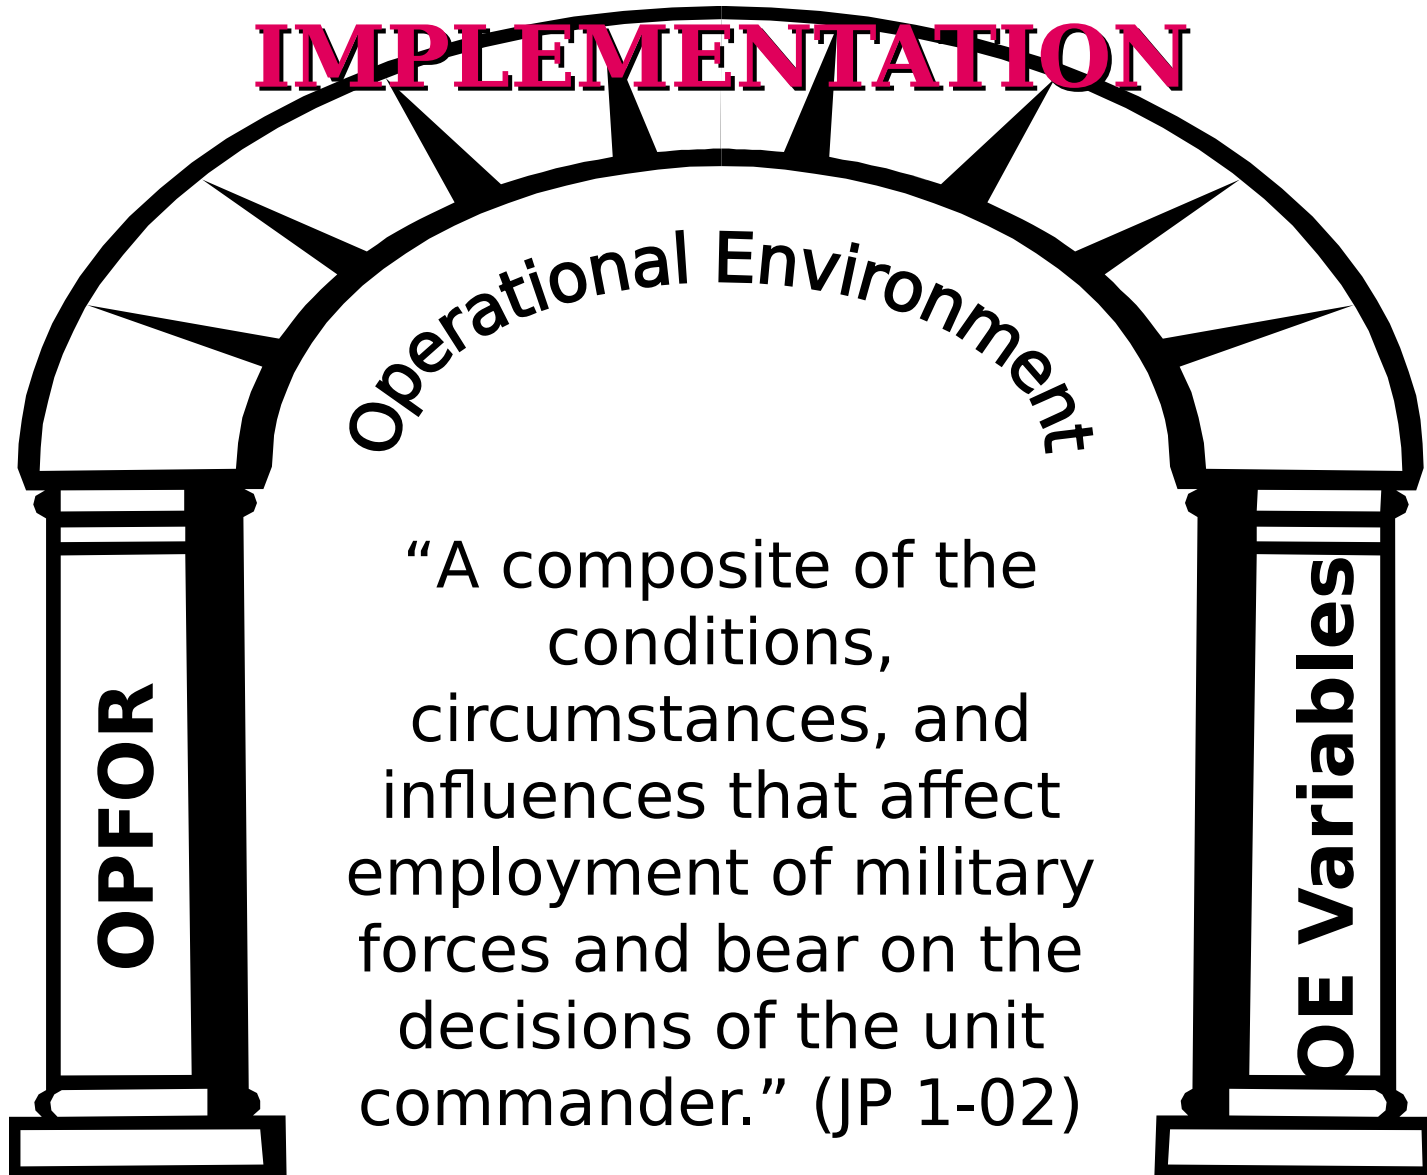 IMPLEMENTATION
Operational Environment
“A composite of the
conditions,
circumstances, and
influences that affect
employment of military
forces and bear on the
decisions of the unit
commander.” (JP 1-02)
OPFOR
OE Variables